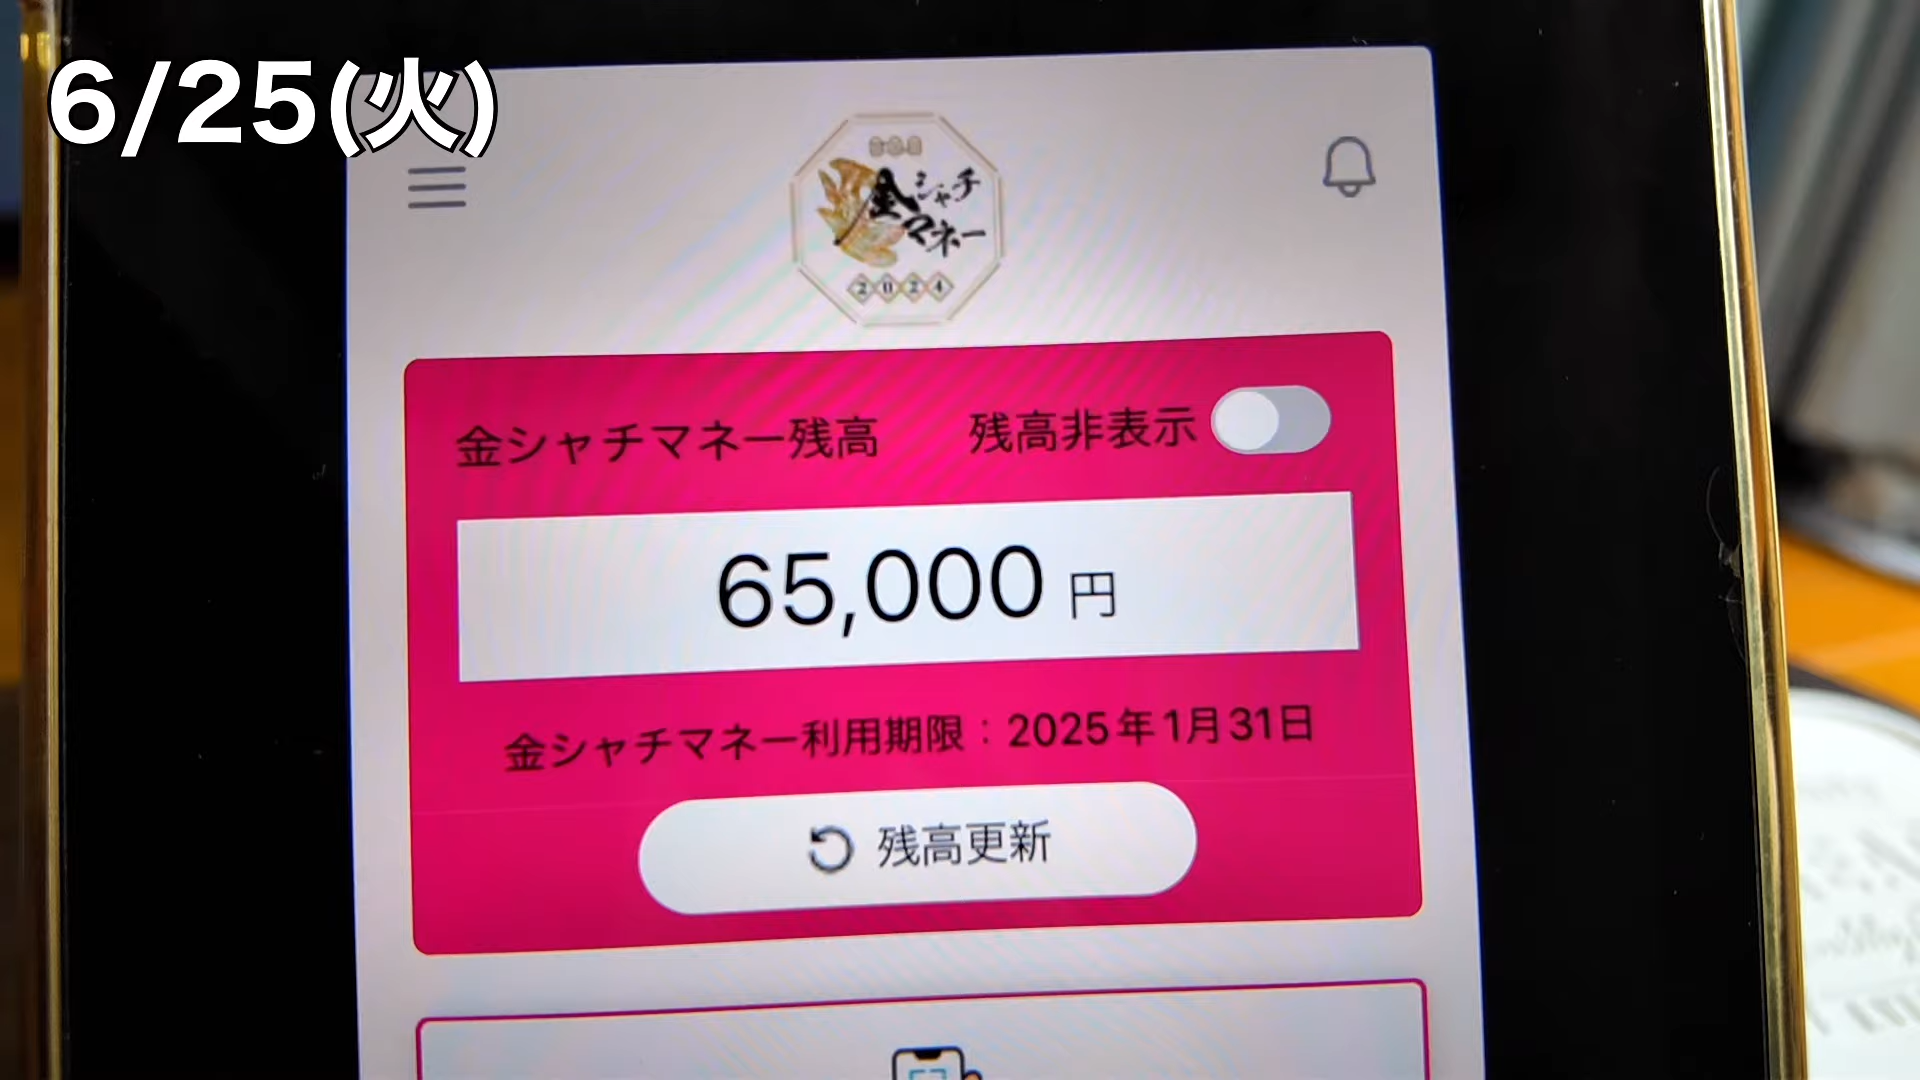 6/25(火)
金シャチ
マネー
2024
金シャチマネー残高 残高非表示
65,000 円
金シャチマネー利用期限：2025年1月31日
残高更新